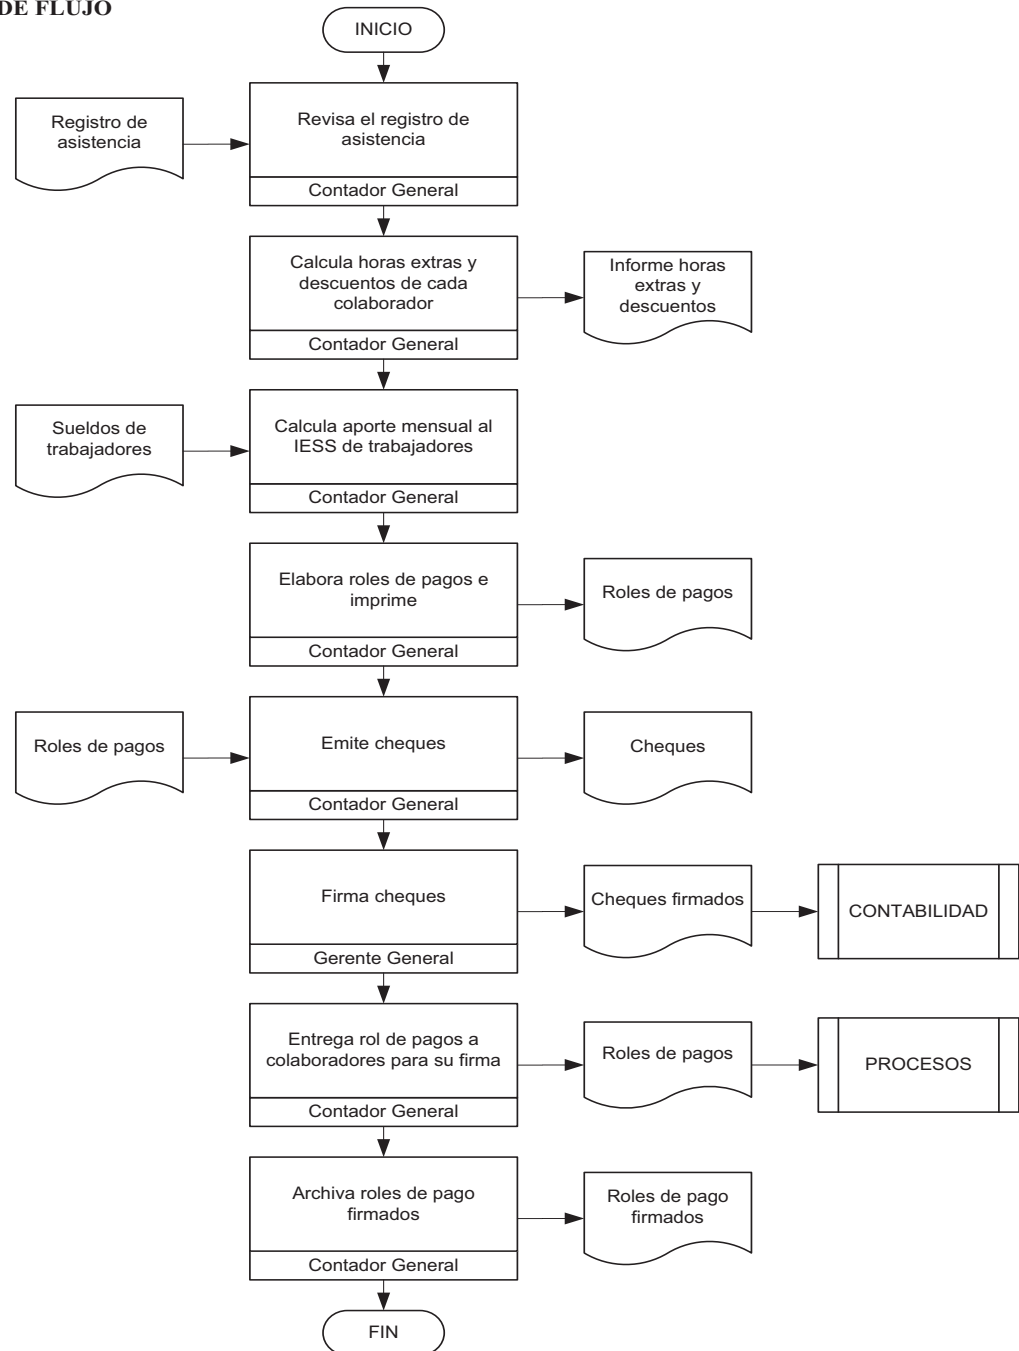 DE FLUJO
INICIO
Registro de
asistencia
Revisa el registro de
asistencia
Contador General
Calcula horas extras y
descuentos de cada
colaborador
Contador General
Informe horas
extras y
descuentos
Sueldos de
trabajadores
Calcula aporte mensual al
IESS de trabajadores
Contador General
Elabora roles de pagos e
imprime
Contador General
Roles de pagos
Roles de pagos
Emite cheques
Contador General
Cheques
Firma cheques
Gerente General
Cheques firmados
CONTABILIDAD
Entrega rol de pagos a
colaboradores para su firma
Contador General
Roles de pagos
PROCESOS
Archiva roles de pago
firmados
Contador General
Roles de pago
firmados
FIN